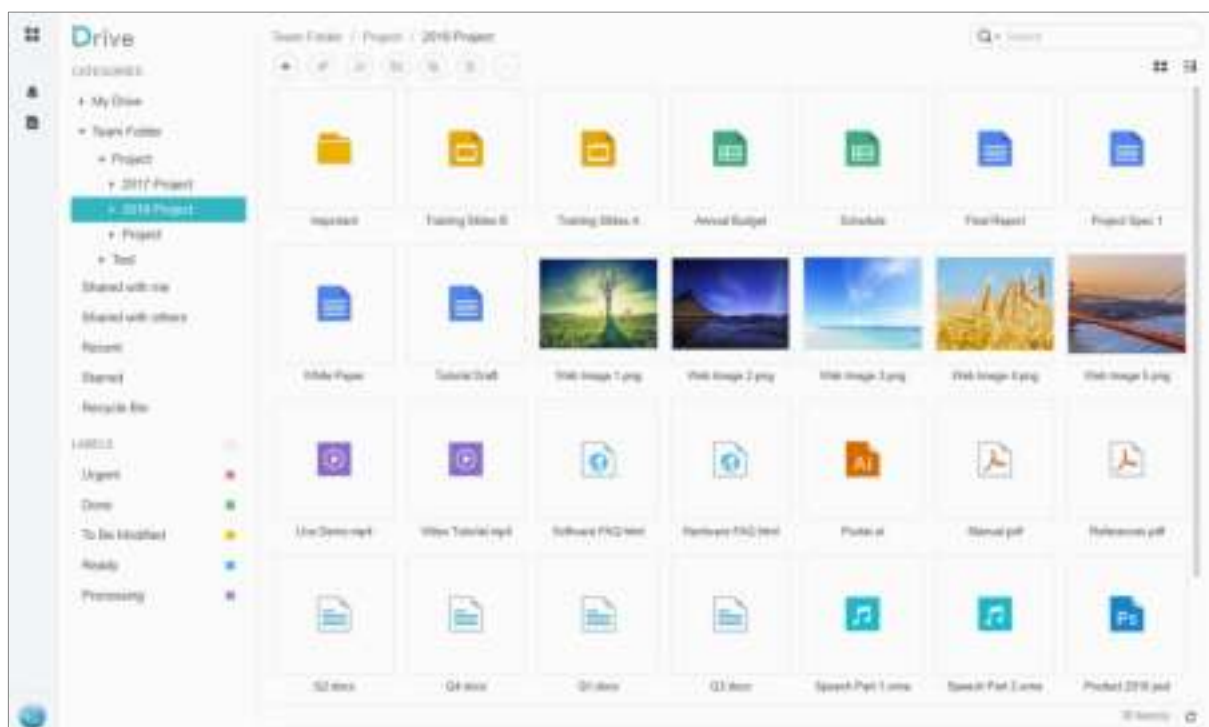 Drive
Team Folder / Project / 2018 Project
Search
CATEGORIES
My Drive
Team Folder
Project
2017 Project
2018 Project
Project
Test
Shared with me
Shared with others
Recent
Starred
Recycle Bin
LABELS
Urgent
Done
To Be Modified
Ready
Processing
Important
Training Slides B
Training Slides A
Annual Budget
Schedule
Final Report
Project Spec 1
White Paper
Tutorial Draft
Web Image 1.png
Web Image 2.png
Web Image 3.png
Web Image 4.png
Web Image 5.png
Live Demo.mp4
Video Tutorial.mp4
Software FAQ.html
Hardware FAQ.html
Ai
Poster.ai
Manual.pdf
References.pdf
Q2.docx
Q4.docx
Q1.docx
Q3.docx
Speech Part 1.wma
Speech Part 2.wma
Ps
Product 2018.psd